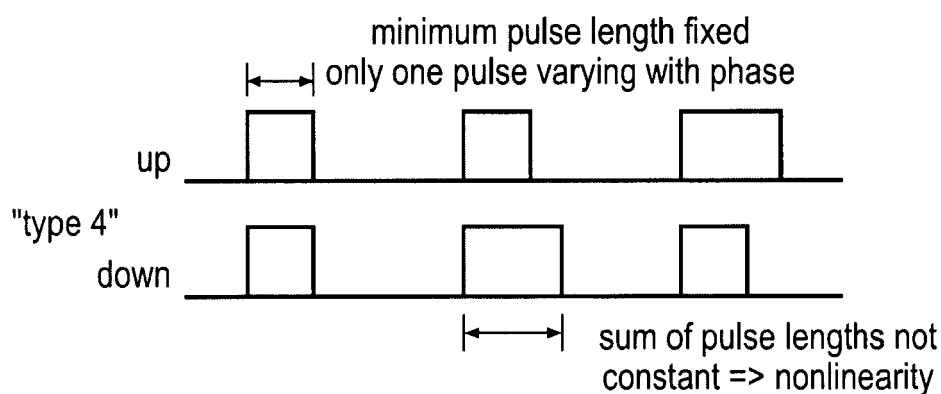 minimum pulse length fixed
only one pulse varying with phase
up
"type 4"
down
sum of pulse lengths not
constant => nonlinearity